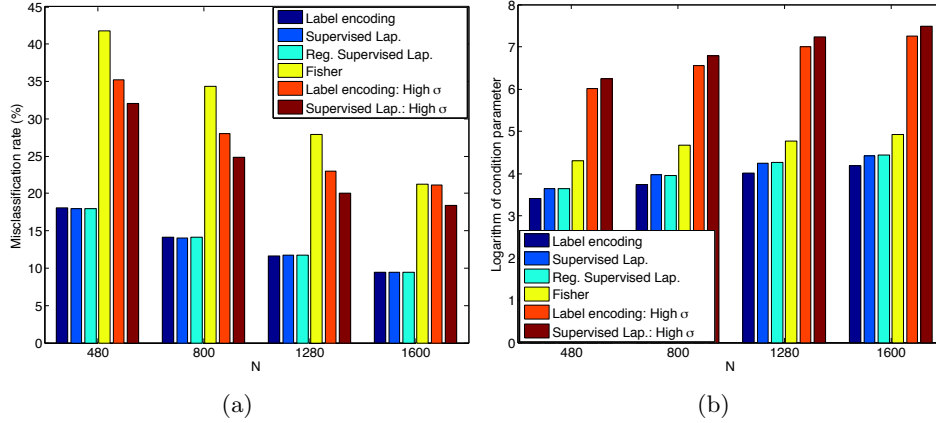 45
40
35
30
25
20
15
10
5
0
Misclassification rate (%)
Label encoding
Supervised Lap.
Reg. Supervised Lap.
Fisher
Label encoding: High σ
Supervised Lap.: High σ
480 800 1280 1600
N
(a)
8
7
6
5
4
3
2
1
0
Logarithm of condition parameter
Label encoding
Supervised Lap.
Reg. Supervised Lap.
Fisher
Label encoding: High σ
Supervised Lap.: High σ
480 800 1280 1600
N
(b)